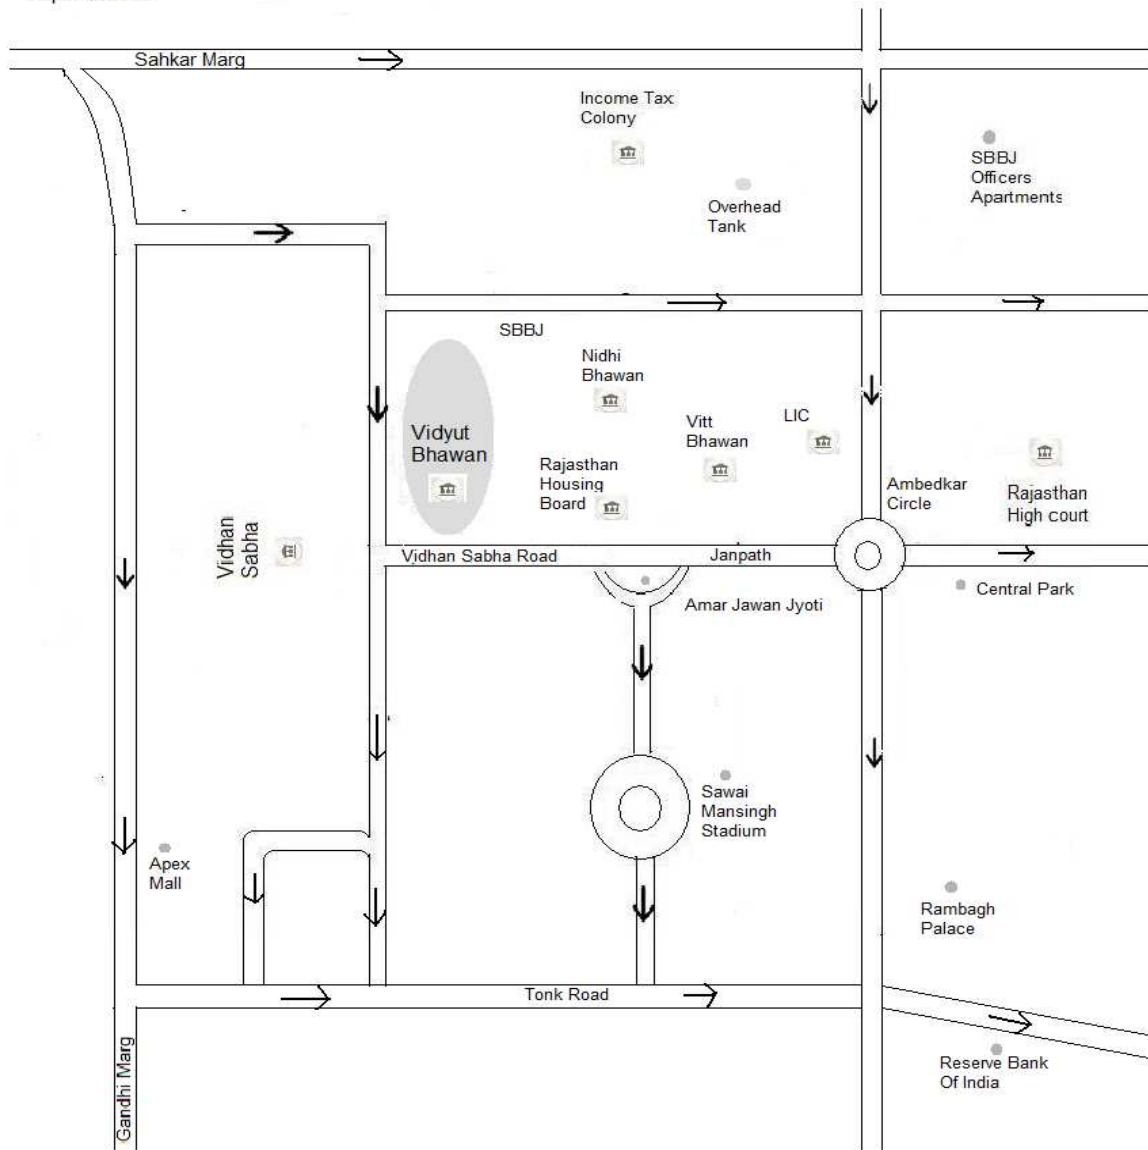 Sahkar Marg
Income Tax
Colony
SBBJ
Officers
Apartments
Overhead
Tank
SBBJ
Nidhi
Bhawan
Vidyut
Bhawan
Vitt
Bhawan
LIC
Rajasthan
Housing
Board
Ambedkar
Circle
Rajasthan
High court
Vidhan
Sabha
Vidhan Sabha Road
Janpath
Amar Jawan Jyoti
Central Park
Sawai
Mansingh
Stadium
Apex
Mall
Rambagh
Palace
Tonk Road
Reserve Bank
Of India
Gandhi Marg